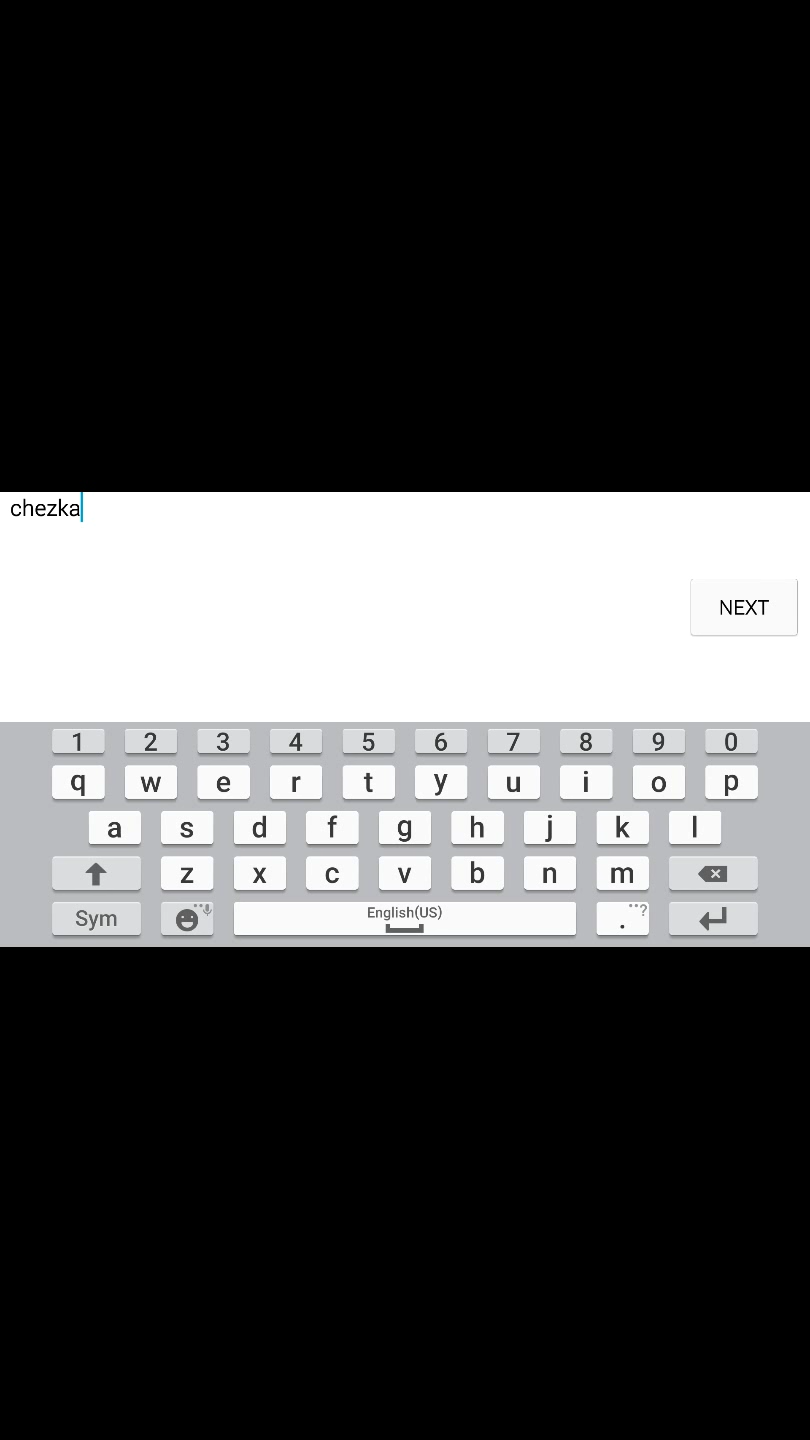 chezka
NEXT
1 2 3 4 5 6 7 8 9 0
q w e r t y u i o p
a s d f g h j k l
z x c v b n m
Sym English(US) . ?